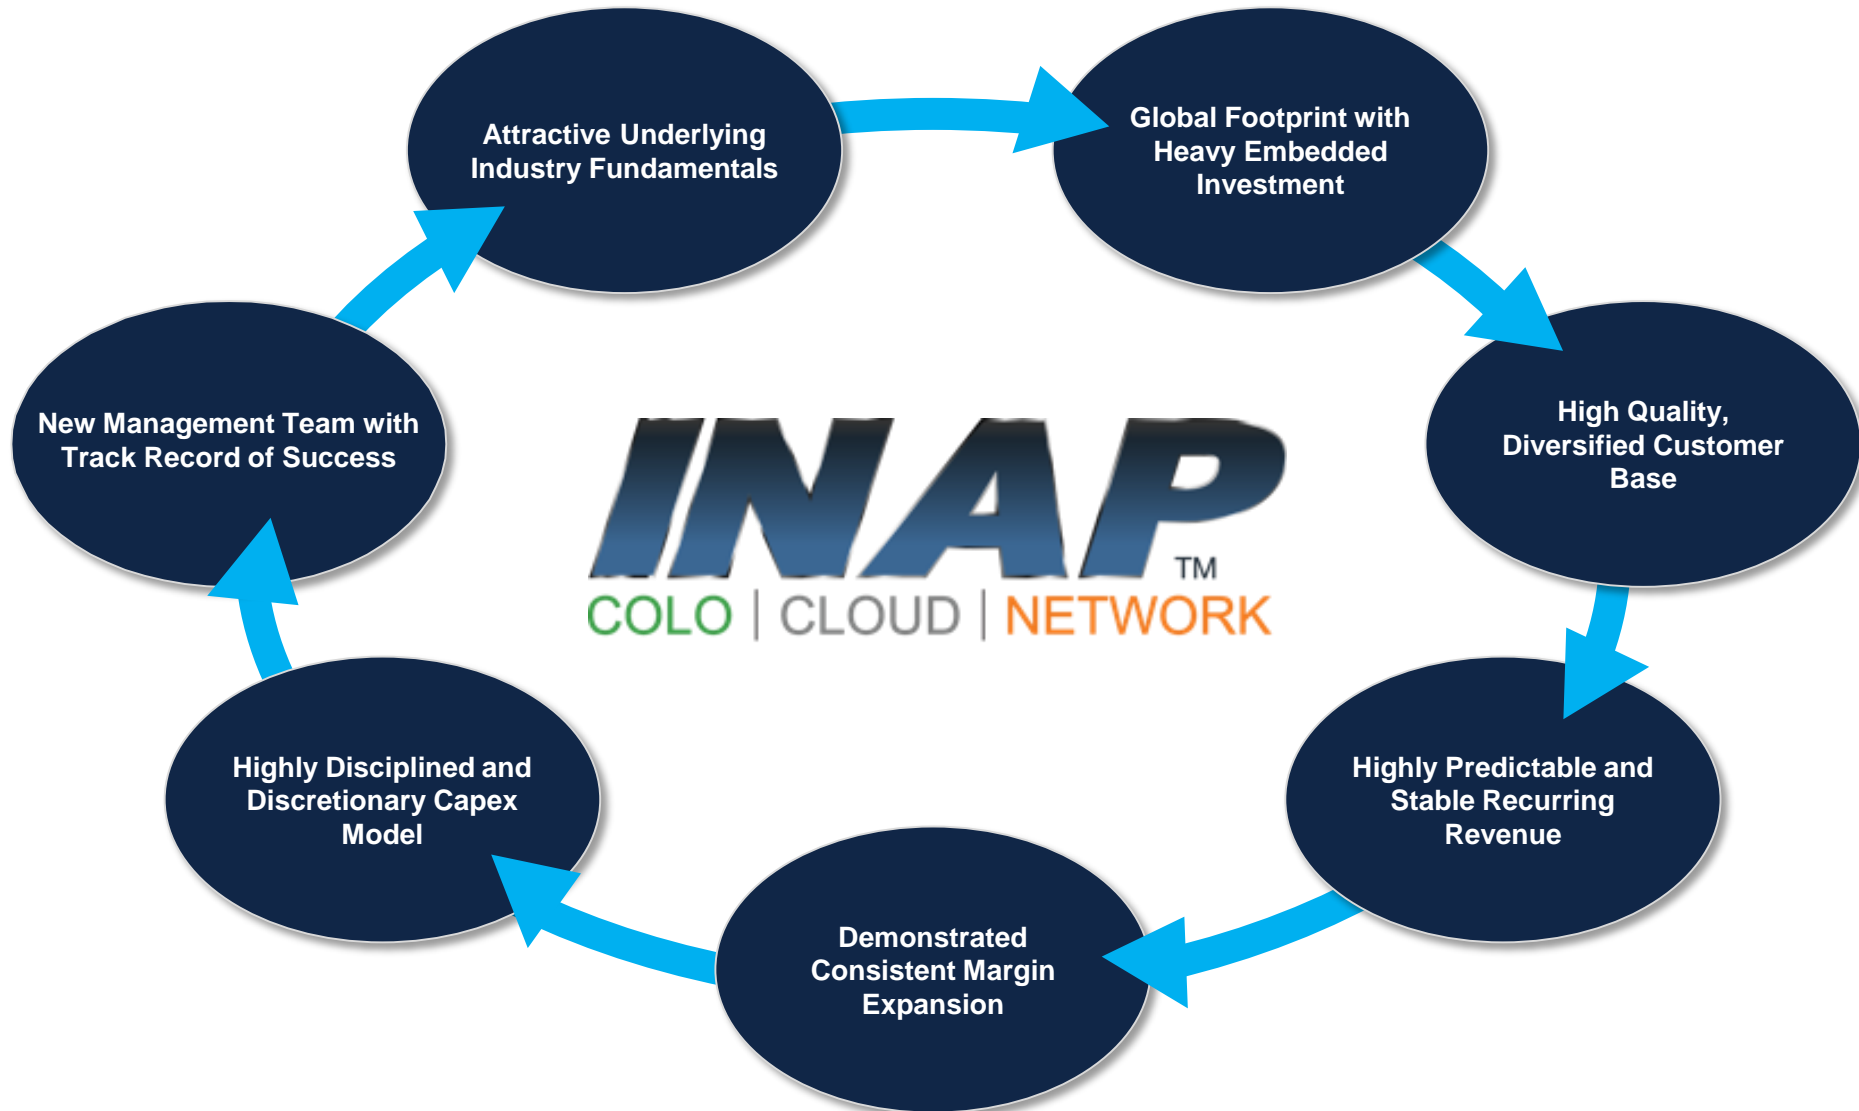 Attractive Underlying
Industry Fundamentals
Global Footprint with
Heavy Embedded
Investment
High Quality,
Diversified Customer
Base
Highly Predictable and
Stable Recurring
Revenue
Demonstrated
Consistent Margin
Expansion
Highly Disciplined and
Discretionary Capex
Model
New Management Team with
Track Record of Success
INAP
TM
COLO | CLOUD | NETWORK